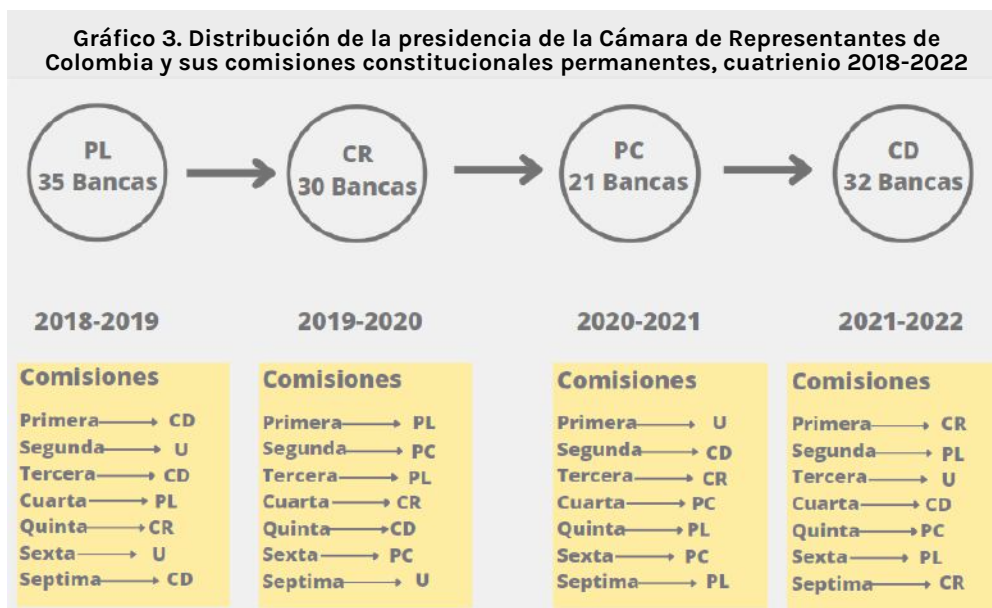 Gráfico 3. Distribución de la presidencia de la Cámara de Representantes de
Colombia y sus comisiones constitucionales permanentes, cuatrienio 2018-2022
PL
35 Bancas
CR
30 Bancas
PC
21 Bancas
CD
32 Bancas
2018-2019
2019-2020
2020-2021
2021-2022
Comisiones
Primera → CD
Segunda → U
Tercera → CD
Cuarta → PL
Quinta → CR
Sexta → U
Septima → CD
Comisiones
Primera → PL
Segunda → PC
Tercera → PL
Cuarta → CR
Quinta → CD
Sexta → PC
Septima → U
Comisiones
Primera → U
Segunda → CD
Tercera → CR
Cuarta → PC
Quinta → PL
Sexta → PC
Septima → PL
Comisiones
Primera → CR
Segunda → PL
Tercera → U
Cuarta → CD
Quinta → PC
Sexta → PL
Septima → CR